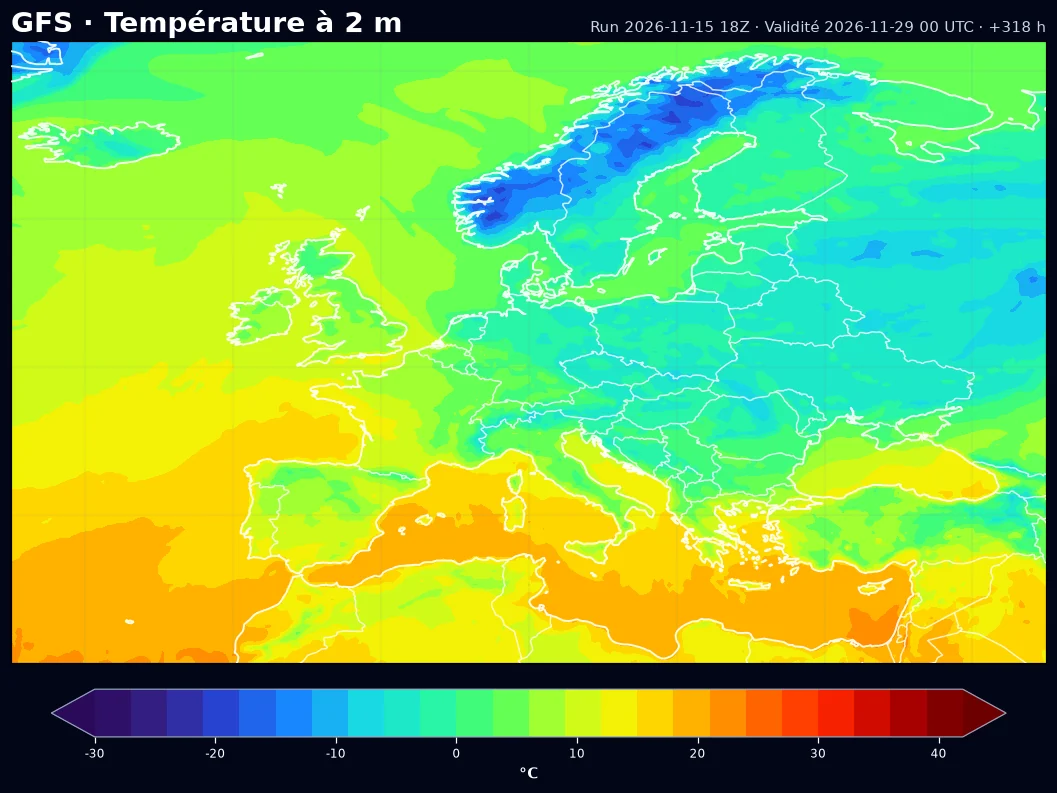 GFS · Température à 2 m
Run 2026-11-15 18Z · Validité 2026-11-29 00 UTC · +318 h
-30 -20 -10 0 10 20 30 40
°C